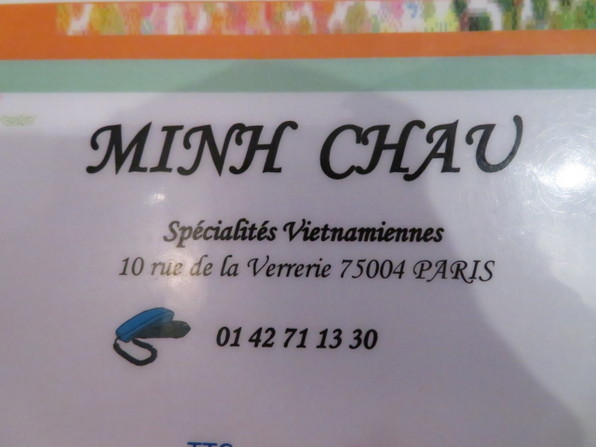 MINH CHAU
Spécialités Vietnamiennes
10 rue de la Verrerie 75004 PARIS
01 42 71 13 30